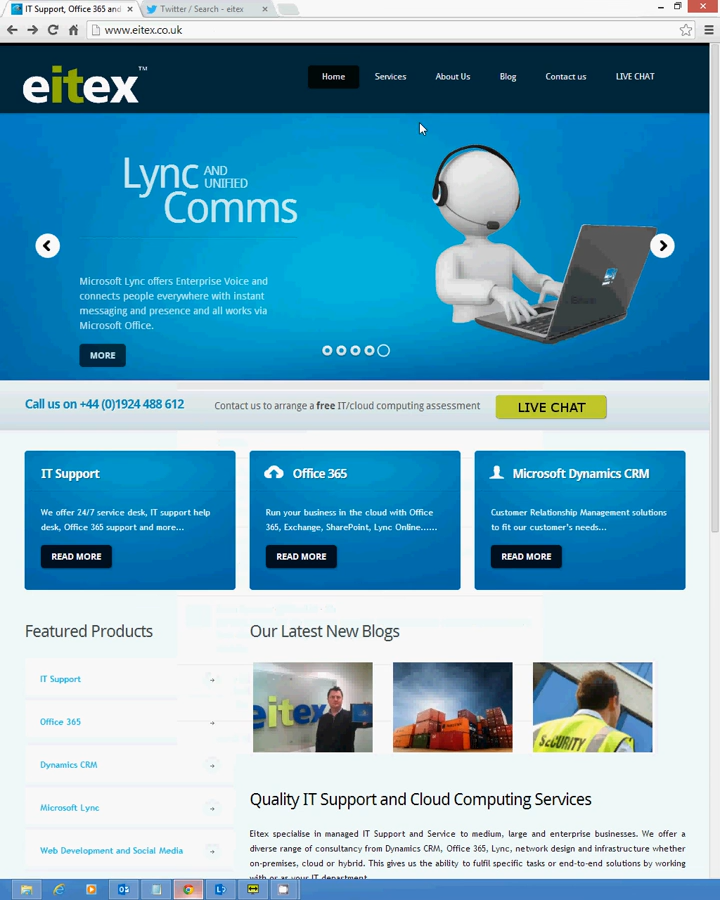 IT Support, Office 365 and
Twitter / Search - eitex
www.eitex.co.uk
eitex™
Home
Services
About Us
Blog
Contact us
LIVE CHAT
Lync AND UNIFIED
Comms
Microsoft Lync offers Enterprise Voice and
connects people everywhere with instant
messaging and presence and all works via
Microsoft Office.
MORE
Call us on +44 (0)1924 488 612
Contact us to arrange a free IT/cloud computing assessment
LIVE CHAT
IT Support
We offer 24/7 service desk, IT support help
desk, Office 365 support and more...
READ MORE
Office 365
Run your business in the cloud with Office
365, Exchange, SharePoint, Lync Online......
READ MORE
Microsoft Dynamics CRM
Customer Relationship Management solutions
to fit our customer's needs...
READ MORE
Featured Products
IT Support
Office 365
Dynamics CRM
Microsoft Lync
Web Development and Social Media
Our Latest New Blogs
eitex
SECURITY
Quality IT Support and Cloud Computing Services
Eitex specialise in managed IT Support and Service to medium, large and enterprise businesses. We offer a
diverse range of consultancy from Dynamics CRM, Office 365, Lync, network design and infrastructure whether
on-premises, cloud or hybrid. This gives us the ability to fulfil specific tasks or end-to-end solutions by working
with or as your IT department